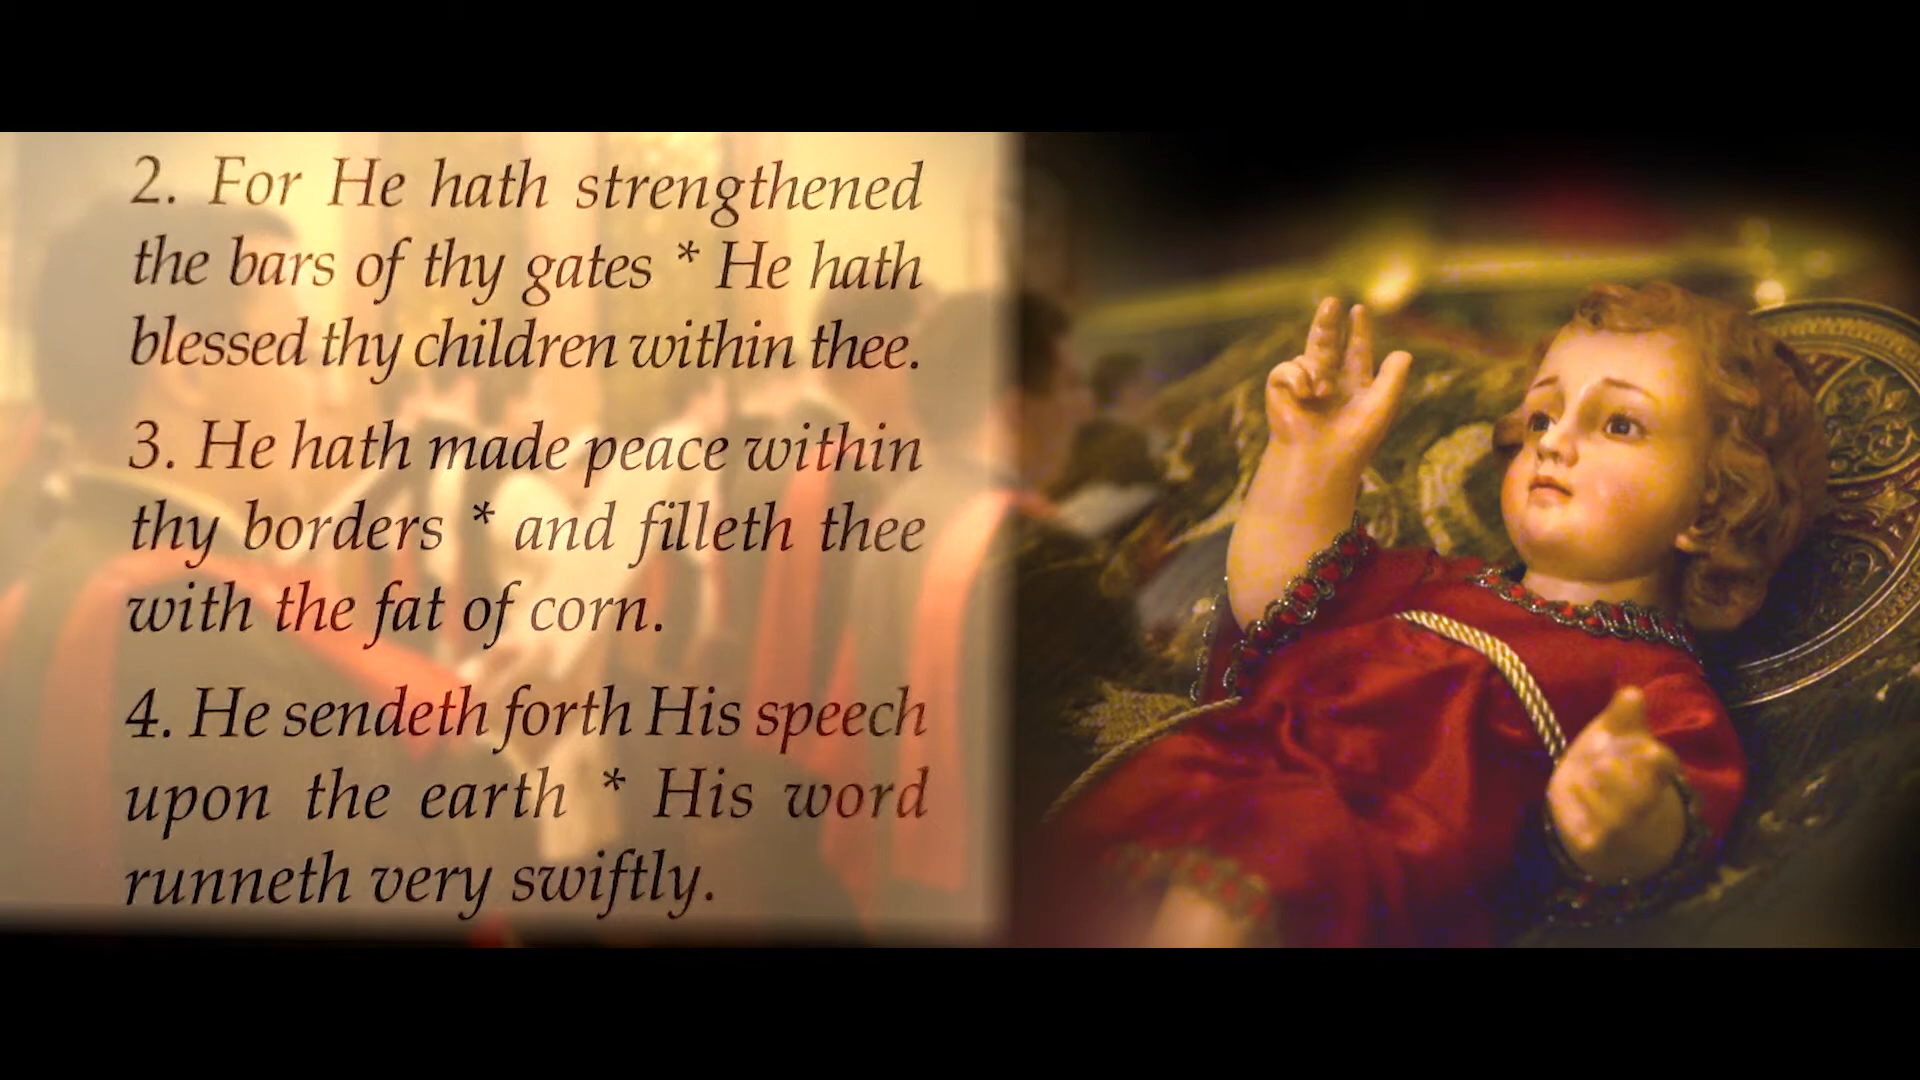 2. For He hath strengthened
the bars of thy gates * He hath
blessed thy children within thee.
3. He hath made peace within
thy borders * and filleth thee
with the fat of corn.
4. He sendeth forth His speech
upon the earth * His word
runneth very swiftly.